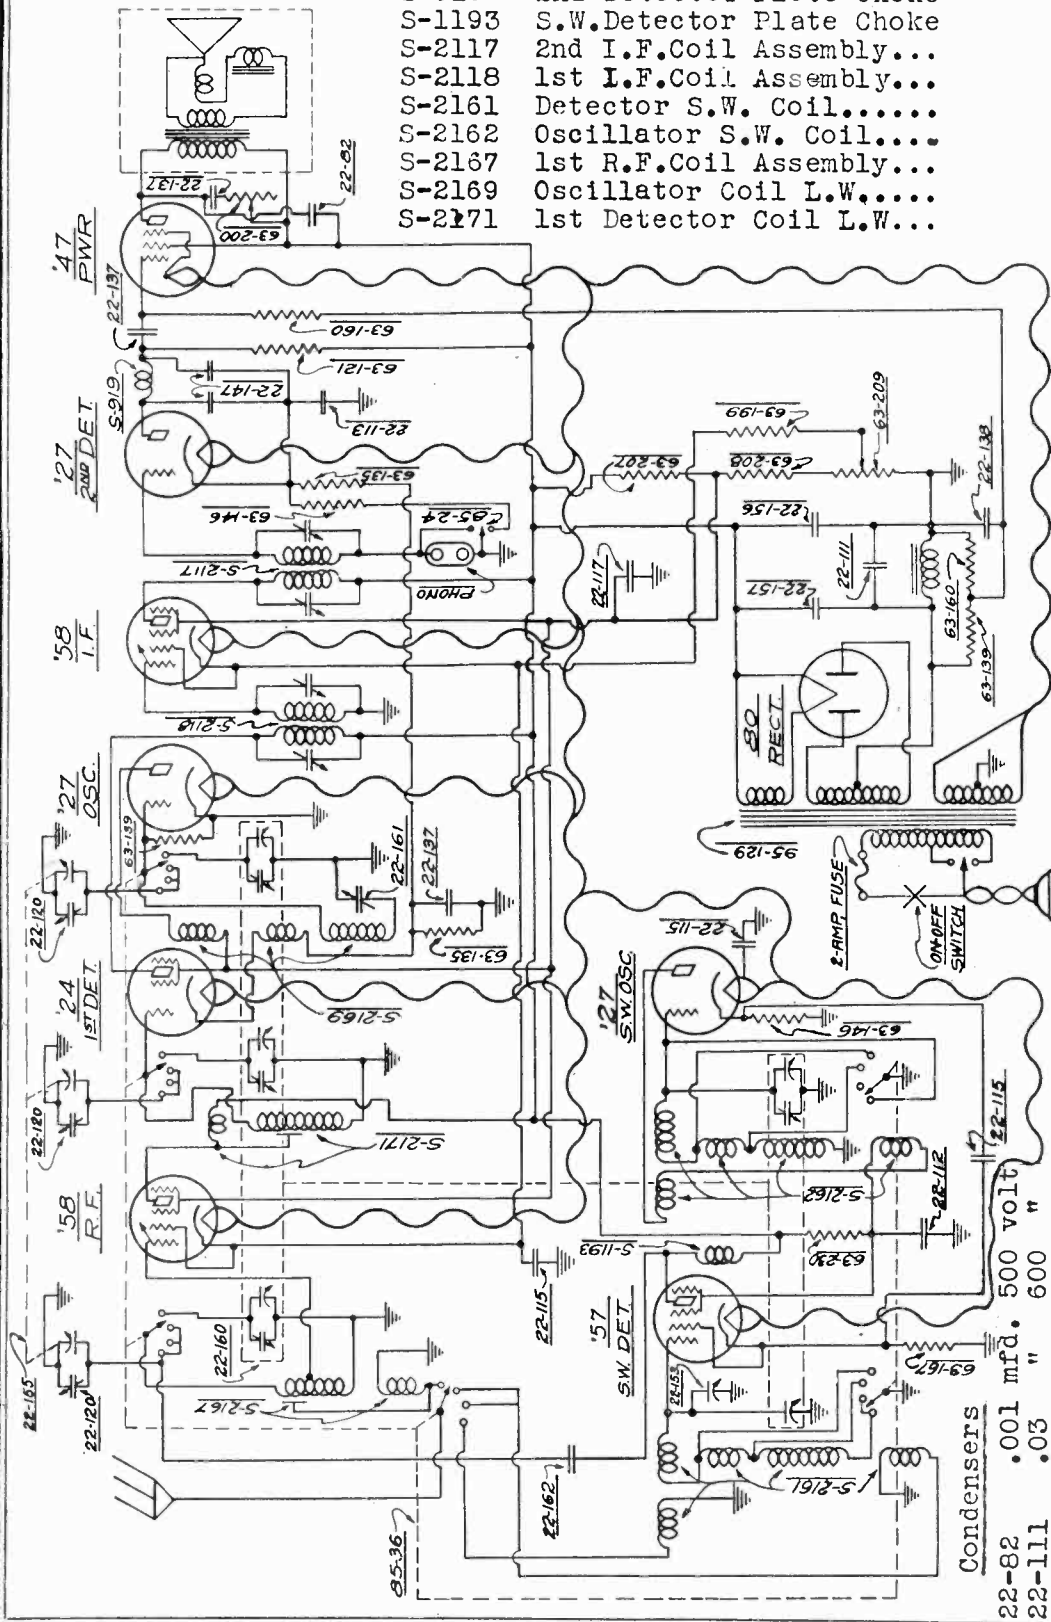 S-1193 S.W.Detector Plate Choke
S-2117 2nd I.F.Coil Assembly...
S-2118 1st I.F.Coil Assembly...
S-2161 Detector S.W. Coil......
S-2162 Oscillator S.W. Coil....
S-2167 1st R.F.Coil Assembly...
S-2169 Oscillator Coil L.W.....
S-2171 1st Detector Coil L.W...
22-165
22-120
'58
R.F.
22-120
'24
1ST DET.
22-120
'27
OSC.
'58
I.F.
'27
2ND DET
'47
PWR
S-919
22-137
22-137
63-200
22-82
63-160
63-121
22-147
22-113
63-135
63-146
85-24
PHONO
S-2117
S-2118
63-139
22-161
22-137
63-135
S-2169
S-2171
22-160
S-2167
22-115
22-162
85-36
'57
S.W. DET.
22-153
S-2161
63-167
S-1193
63-230
22-112
S-2162
22-115
'27
S.W. OSC.
63-146
22-115
22-117
63-207
63-208
63-199
63-209
22-156
22-157
22-111
22-138
63-160
63-139
80
RECT.
95-129
2-AMP. FUSE
ON-OFF
SWITCH
Condensers
22-82 .001 mfd. 500 volt
22-111 .03 " 600 "